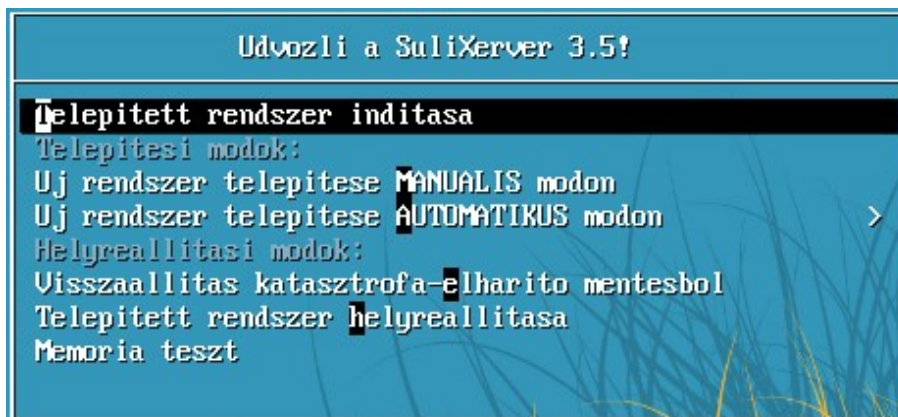 Udvozli a SuliXerver 3.5!
Telepitett rendszer inditasa
Telepitesi modok:
Uj rendszer telepitese MANUALIS modon
Uj rendszer telepitese AUTOMATIKUS modon >
Helyreallitasi modok:
Visszaallitas katasztrofa-elharito mentesbol
Telepitett rendszer helyreallitasa
Memoria teszt